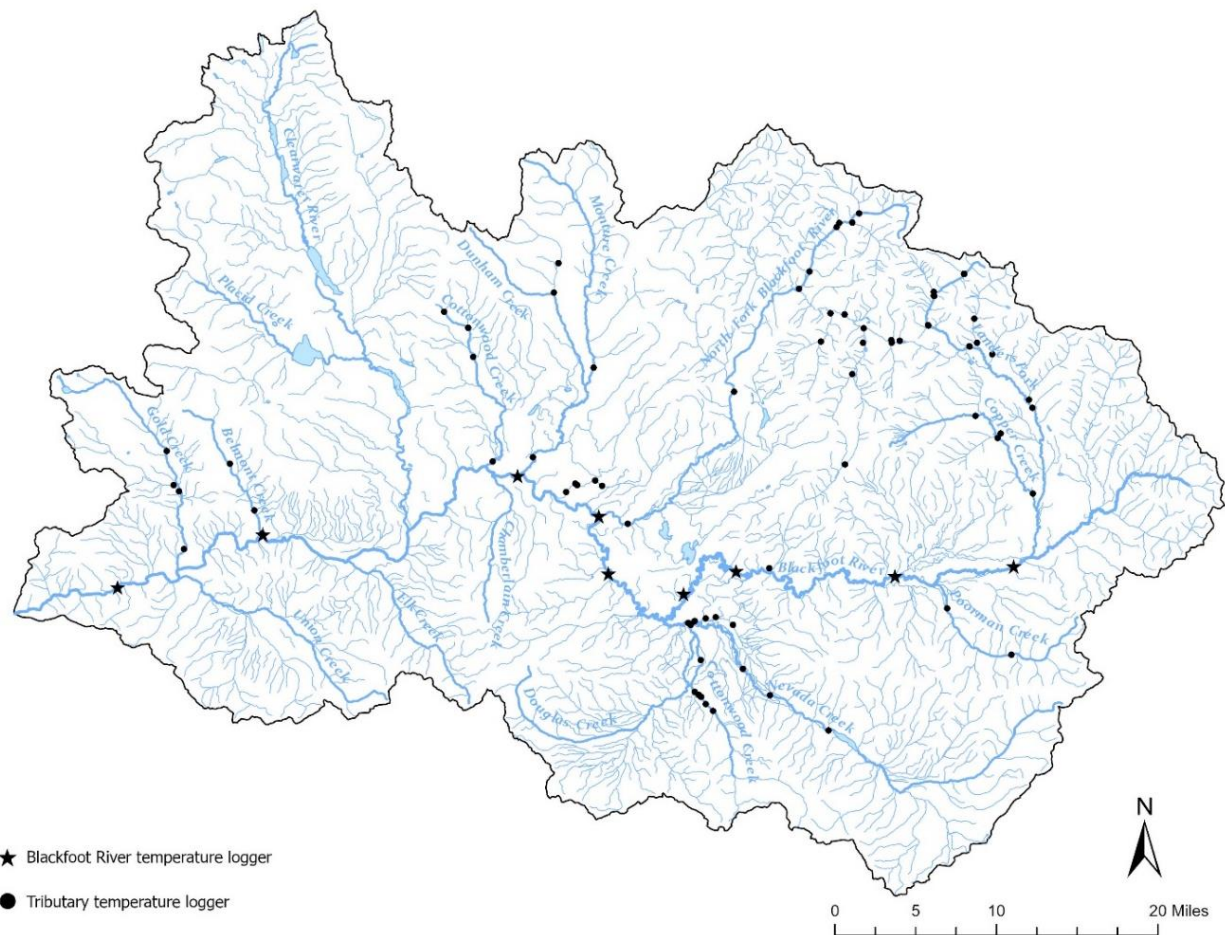 Clearwater River
Monture Creek
Dunham Creek
North Fork Blackfoot River
Placid Creek
Cottonwood Creek
Landers Fork
Copper Creek
Gold Creek
Belmont Creek
Chamberlain Creek
Blackfoot River
Poorman Creek
Elk Creek
Union Creek
Nevada Creek
Cottonwood Creek
Douglas Creek
N
Blackfoot River temperature logger
Tributary temperature logger
0 5 10 20 Miles